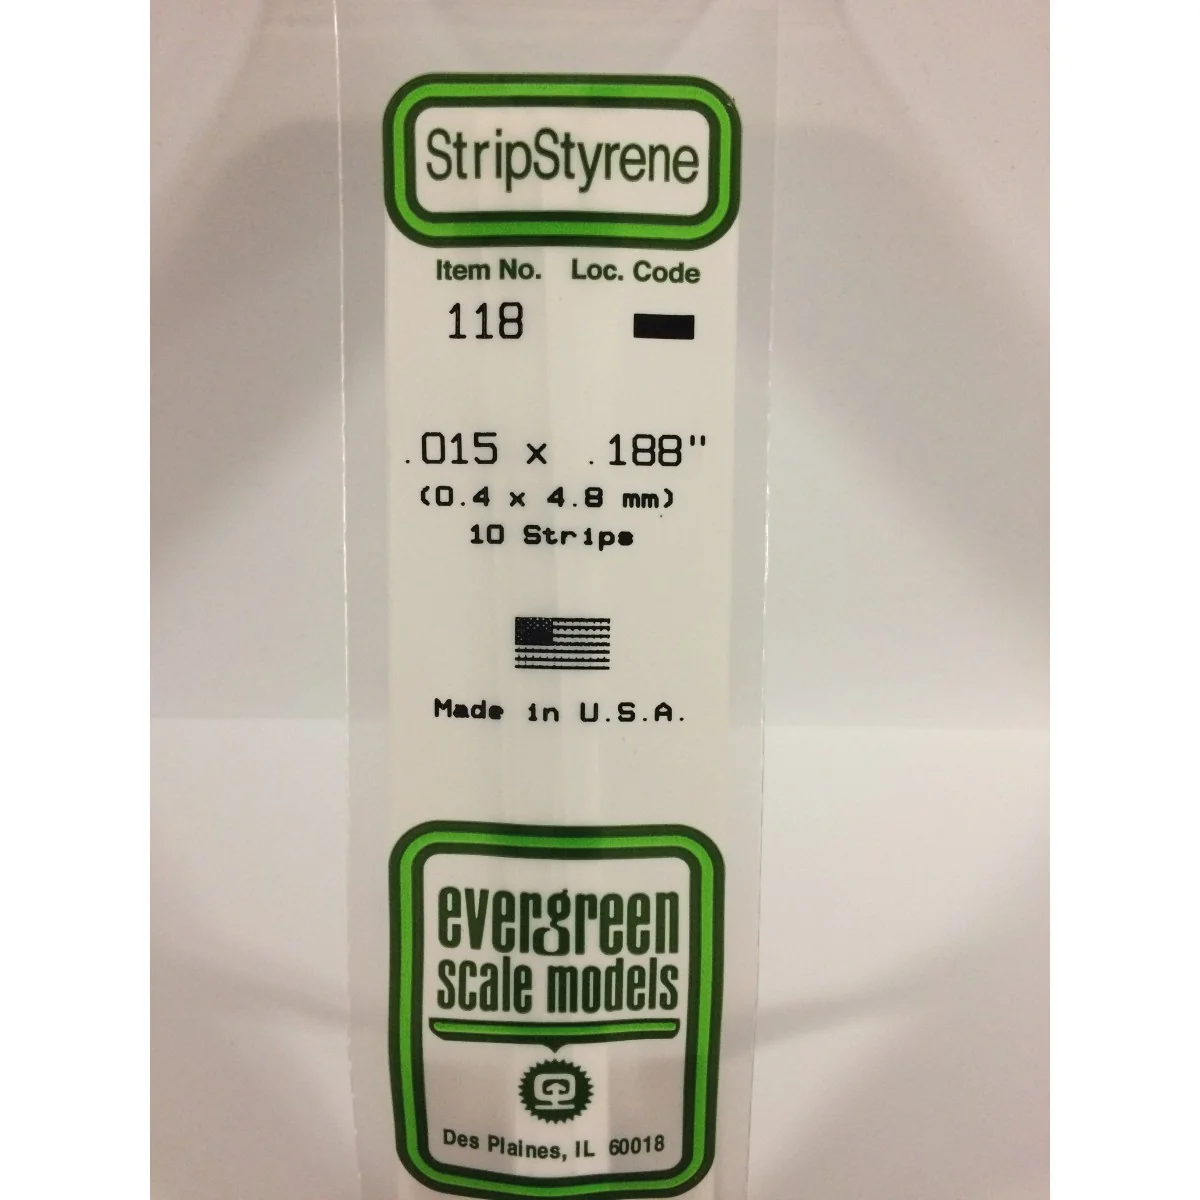 StripStyrene
Item No. Loc. Code
118
.015 x .188"
(0.4 x 4.8 mm)
10 Strips
Made in U.S.A.
evergreen
scale models
Des Plaines, IL 60018